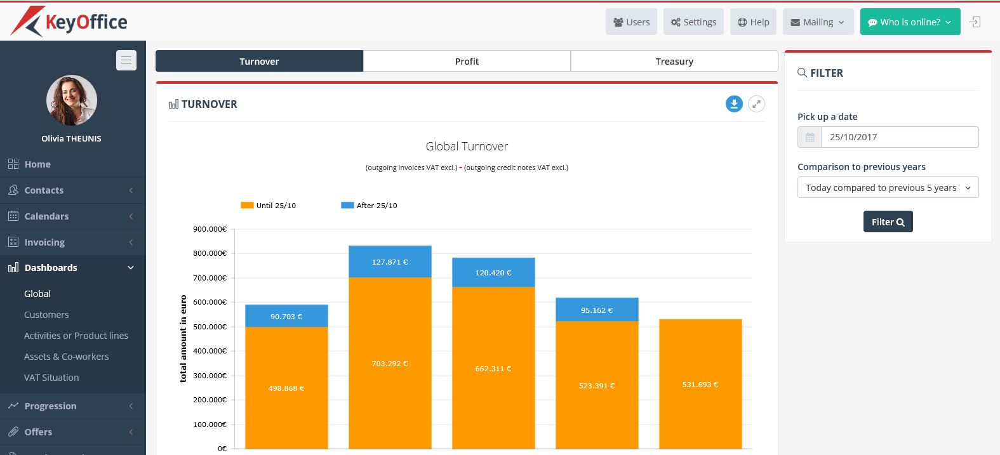 KeyOffice
Users
Settings
Help
Mailing
Who is online?
Olivia THEUNIS
Home
Contacts
Calendars
Invoicing
Dashboards
Global
Customers
Activities or Product lines
Assets & Co-workers
VAT Situation
Progression
Offers
Turnover
Profit
Treasury
TURNOVER
Global Turnover
(outgoing invoices VAT excl.) - (outgoing credit notes VAT excl.)
Until 25/10
After 25/10
total amount in euro
900.000€
800.000€
700.000€
600.000€
500.000€
400.000€
300.000€
200.000€
100.000€
0€
90.703 €
498.868 €
127.871 €
703.292 €
120.420 €
662.311 €
95.162 €
523.391 €
531.693 €
FILTER
Pick up a date
25/10/2017
Comparison to previous years
Today compared to previous 5 years
Filter